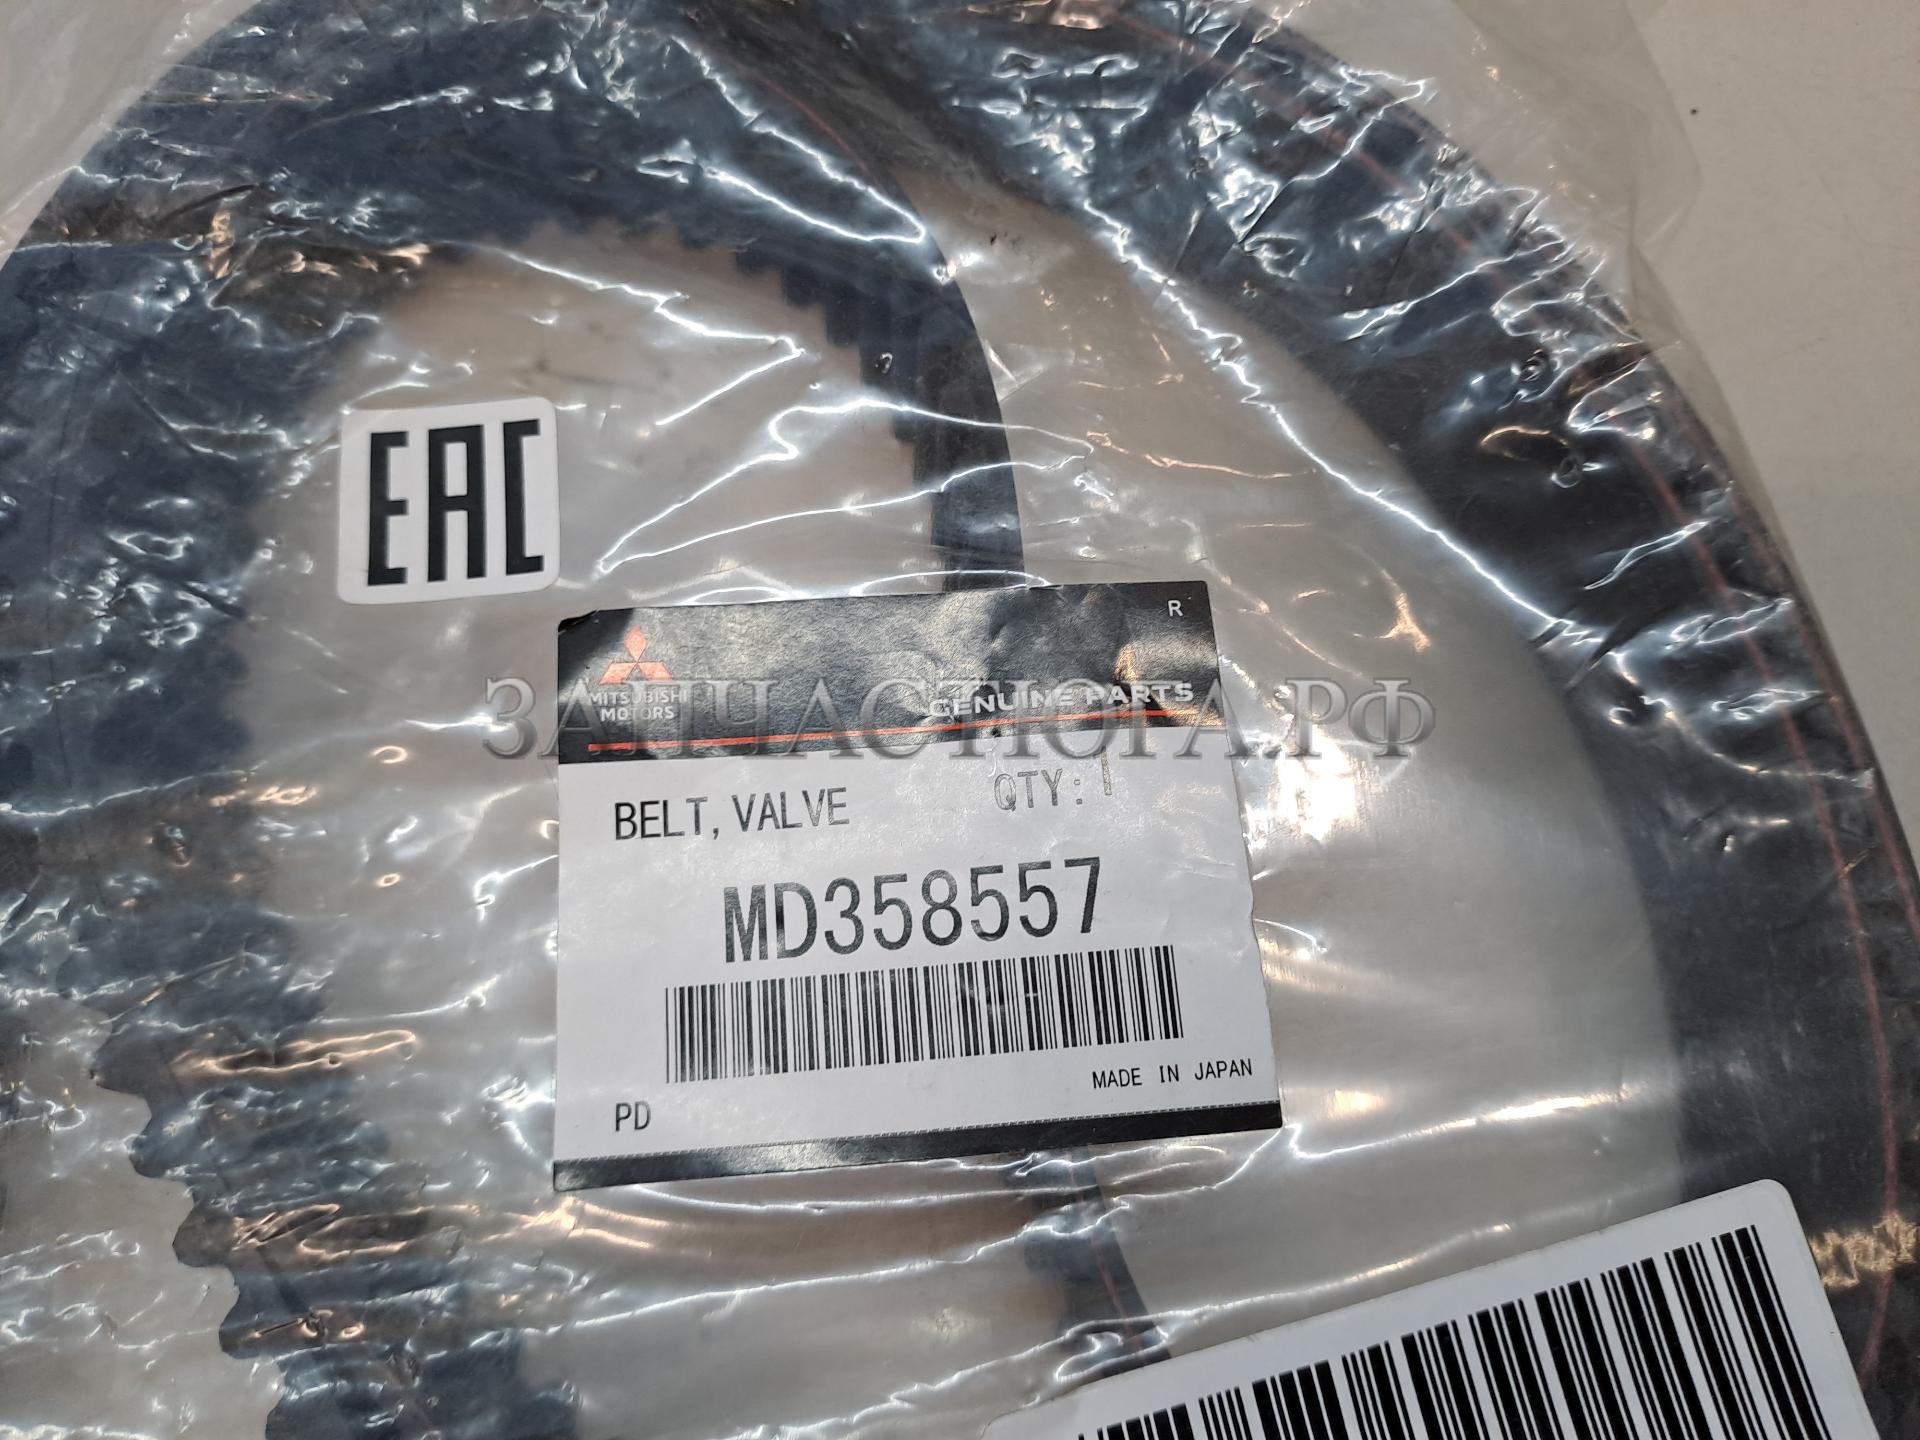 EAC
R
MITSUBISHI
MOTORS
GENUINE PARTS
ЗАПЧАСТЮГА.РФ
BELT, VALVE
QTY: 1
MD358557
MADE IN JAPAN
PD